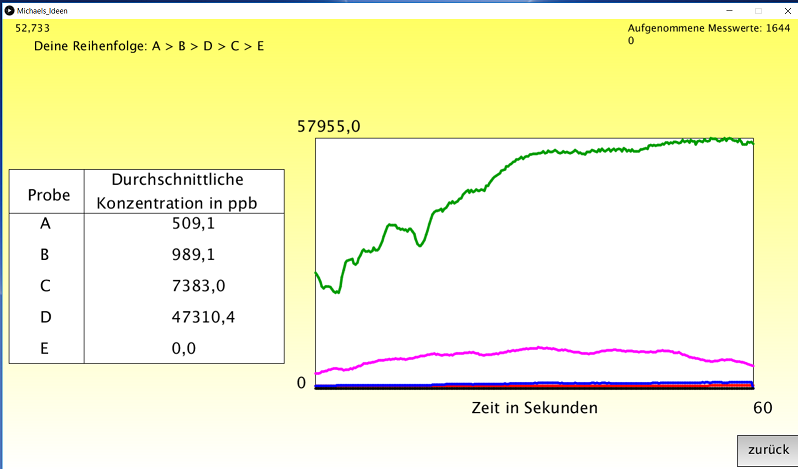 Michaels_Ideen
52,733
Aufgenommene Messwerte: 1644
0
Deine Reihenfolge: A > B > D > C > E
57955,0
Probe
Durchschnittliche
Konzentration in ppb
A 509,1
B 989,1
C 7383,0
D 47310,4
E 0,0
0
Zeit in Sekunden
60
zurück